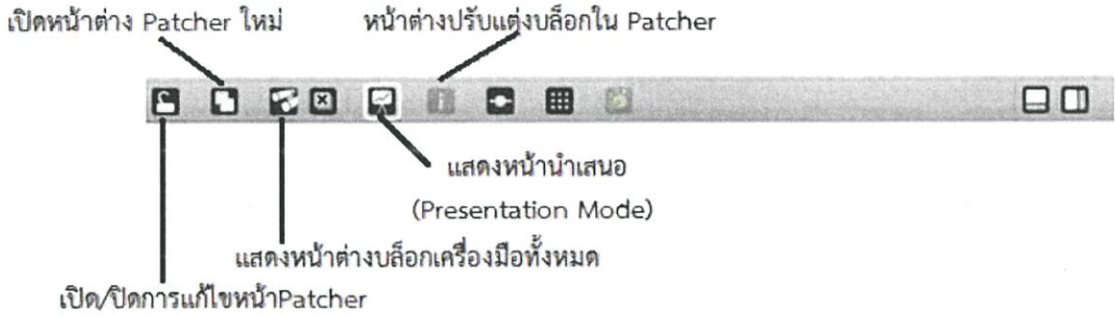 เปิดหน้าต่าง Patcher ใหม่
หน้าต่างปรับแต่งบล็อกใน Patcher
แสดงหน้านำเสนอ
(Presentation Mode)
แสดงหน้าต่างบล็อกเครื่องมือทั้งหมด
เปิด/ปิดการแก้ไขหน้าPatcher